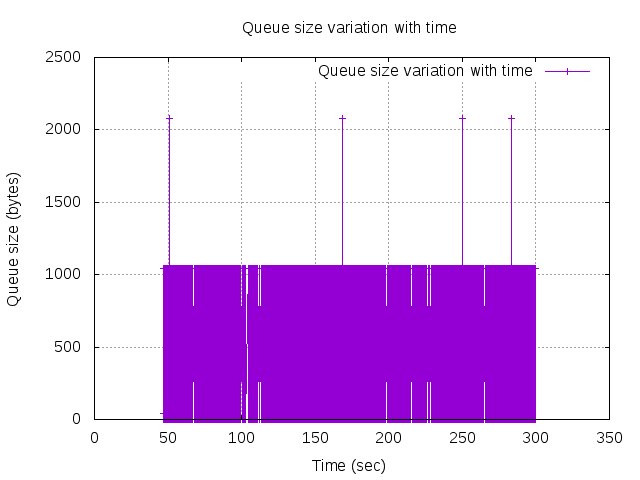 Queue size variation with time
Queue size variation with time
2500
2000
1500
1000
500
0
Queue size (bytes)
0 50 100 150 200 250 300 350
Time (sec)